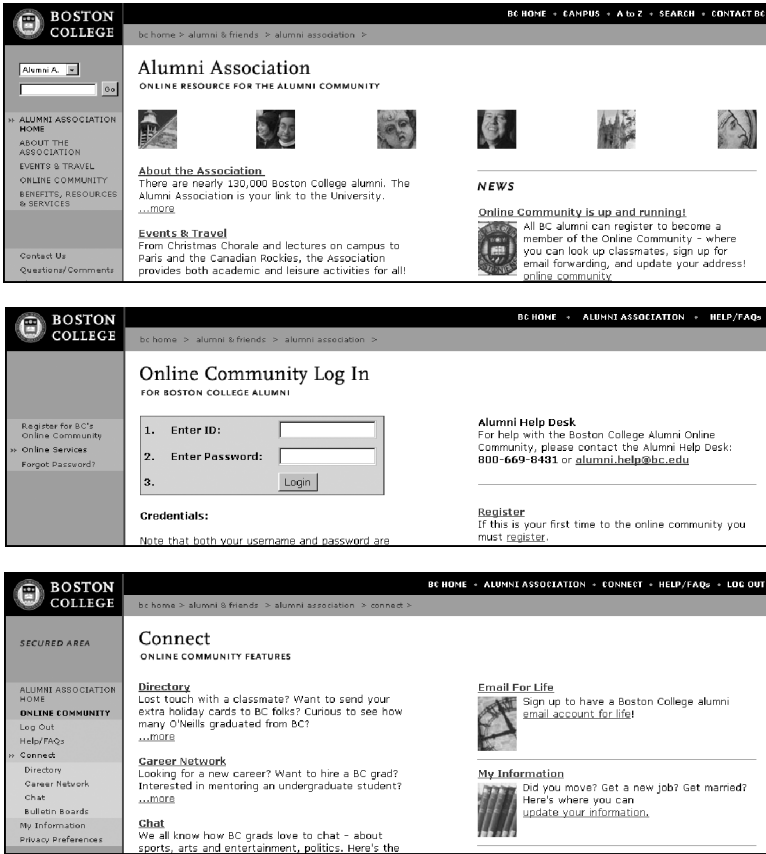 BOSTON
COLLEGE
BC HOME + CAMPUS + A to Z + SEARCH + CONTACT BC
bc home > alumni & friends > alumni association >
Alumni A.
Go
» ALUMNI ASSOCIATION
HOME
ABOUT THE
ASSOCIATION
EVENTS & TRAVEL
ONLINE COMMUNITY
BENEFITS, RESOURCES
& SERVICES
Contact Us
Questions/Comments
Alumni Association
ONLINE RESOURCE FOR THE ALUMNI COMMUNITY
About the Association
There are nearly 130,000 Boston College alumni. The
Alumni Association is your link to the University.
...more
Events & Travel
From Christmas Chorale and lectures on campus to
Paris and the Canadian Rockies, the Association
provides both academic and leisure activities for all!
NEWS
Online Community is up and running!
All BC alumni can register to become a
member of the Online Community – where
you can look up classmates, sign up for
email forwarding, and update your address!
online community
BOSTON
COLLEGE
BC HOME + ALUMNI ASSOCIATION + HELP/FAQs
bc home > alumni & friends > alumni association >
Register for BC's
Online Community
» Online Services
Forgot Password?
Online Community Log In
FOR BOSTON COLLEGE ALUMNI
1. Enter ID:
2. Enter Password:
3. Login
Credentials:
Note that both your username and password are
Alumni Help Desk
For help with the Boston College Alumni Online
Community, please contact the Alumni Help Desk:
800-669-8431 or alumni.help@bc.edu
Register
If this is your first time to the online community you
must register.
BOSTON
COLLEGE
BC HOME + ALUMNI ASSOCIATION + CONNECT + HELP/FAQs + LOG OUT
bc home > alumni & friends > alumni association > connect >
SECURED AREA
ALUMNI ASSOCIATION
HOME
ONLINE COMMUNITY
Log Out
Help/FAQs
» Connect
Directory
Career Network
Chat
Bulletin Boards
My Information
Privacy Preferences
Connect
ONLINE COMMUNITY FEATURES
Directory
Lost touch with a classmate? Want to send your
extra holiday cards to BC folks? Curious to see how
many O'Neills graduated from BC?
...more
Career Network
Looking for a new career? Want to hire a BC grad?
Interested in mentoring an undergraduate student?
...more
Chat
We all know how BC grads love to chat – about
sports, arts and entertainment, politics. Here's the
Email For Life
Sign up to have a Boston College alumni
email account for life!
My Information
Did you move? Get a new job? Get married?
Here's where you can
update your information.